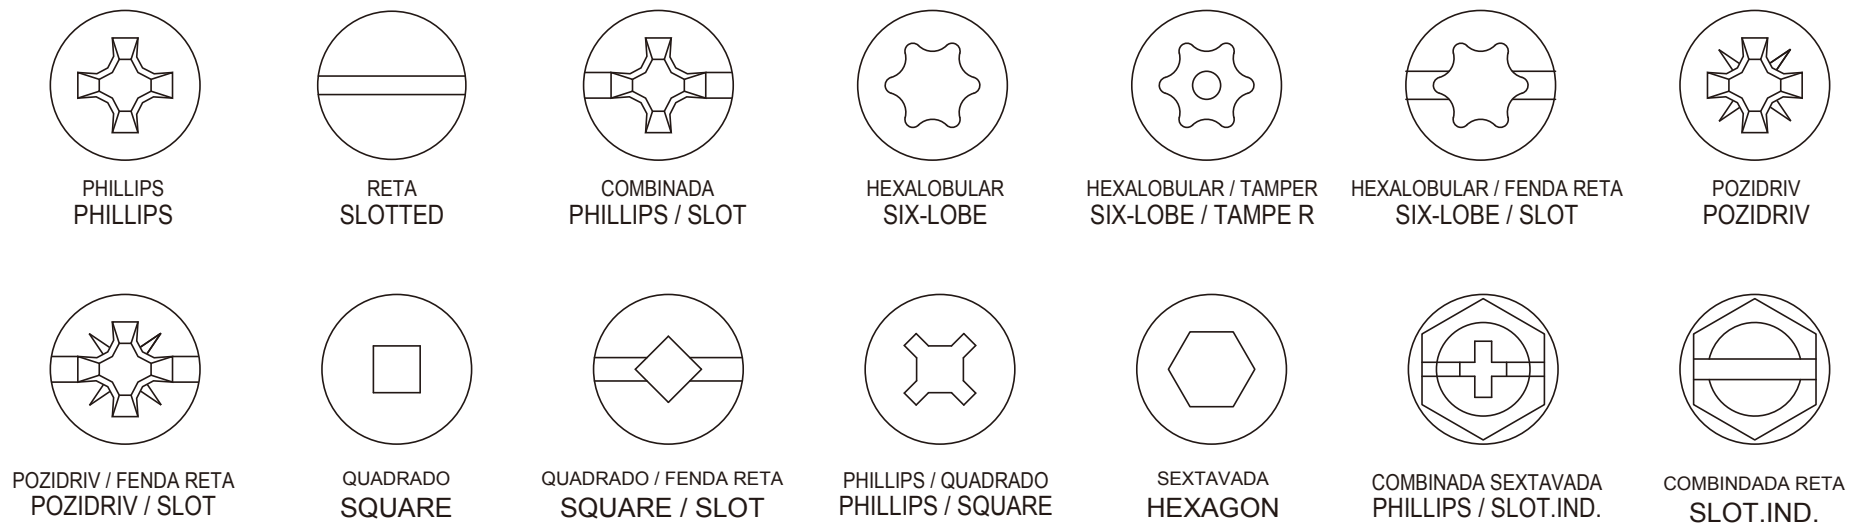 PHILLIPS
PHILLIPS
RETA
SLOTTED
COMBINADA
PHILLIPS / SLOT
HEXALOBULAR
SIX-LOBE
HEXALOBULAR / TAMPER
SIX-LOBE / TAMPE R
HEXALOBULAR / FENDA RETA
SIX-LOBE / SLOT
POZIDRIV
POZIDRIV
POZIDRIV / FENDA RETA
POZIDRIV / SLOT
QUADRADO
SQUARE
QUADRADO / FENDA RETA
SQUARE / SLOT
PHILLIPS / QUADRADO
PHILLIPS / SQUARE
SEXTAVADA
HEXAGON
COMBINADA SEXTAVADA
PHILLIPS / SLOT.IND.
COMBINDADA RETA
SLOT.IND.